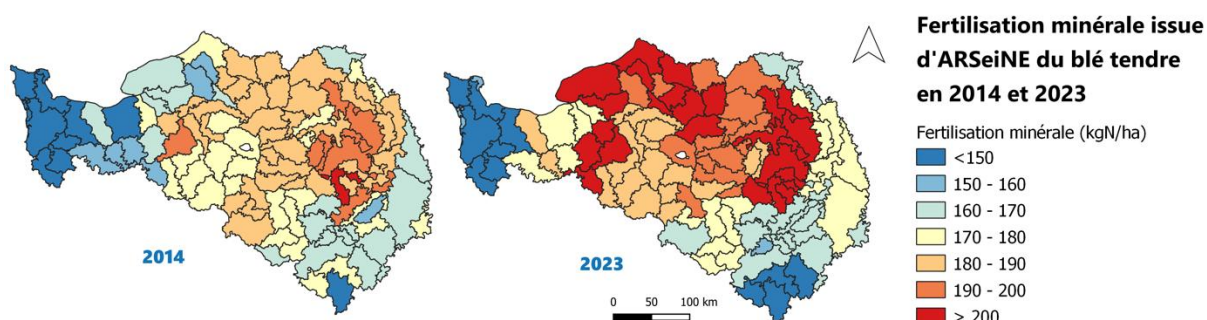 Fertilisation minérale issue
d'ARSeiNE du blé tendre
en 2014 et 2023
Fertilisation minérale (kgN/ha)
<150
150 - 160
160 - 170
170 - 180
180 - 190
190 - 200
> 200
2014
2023
0 50 100 km